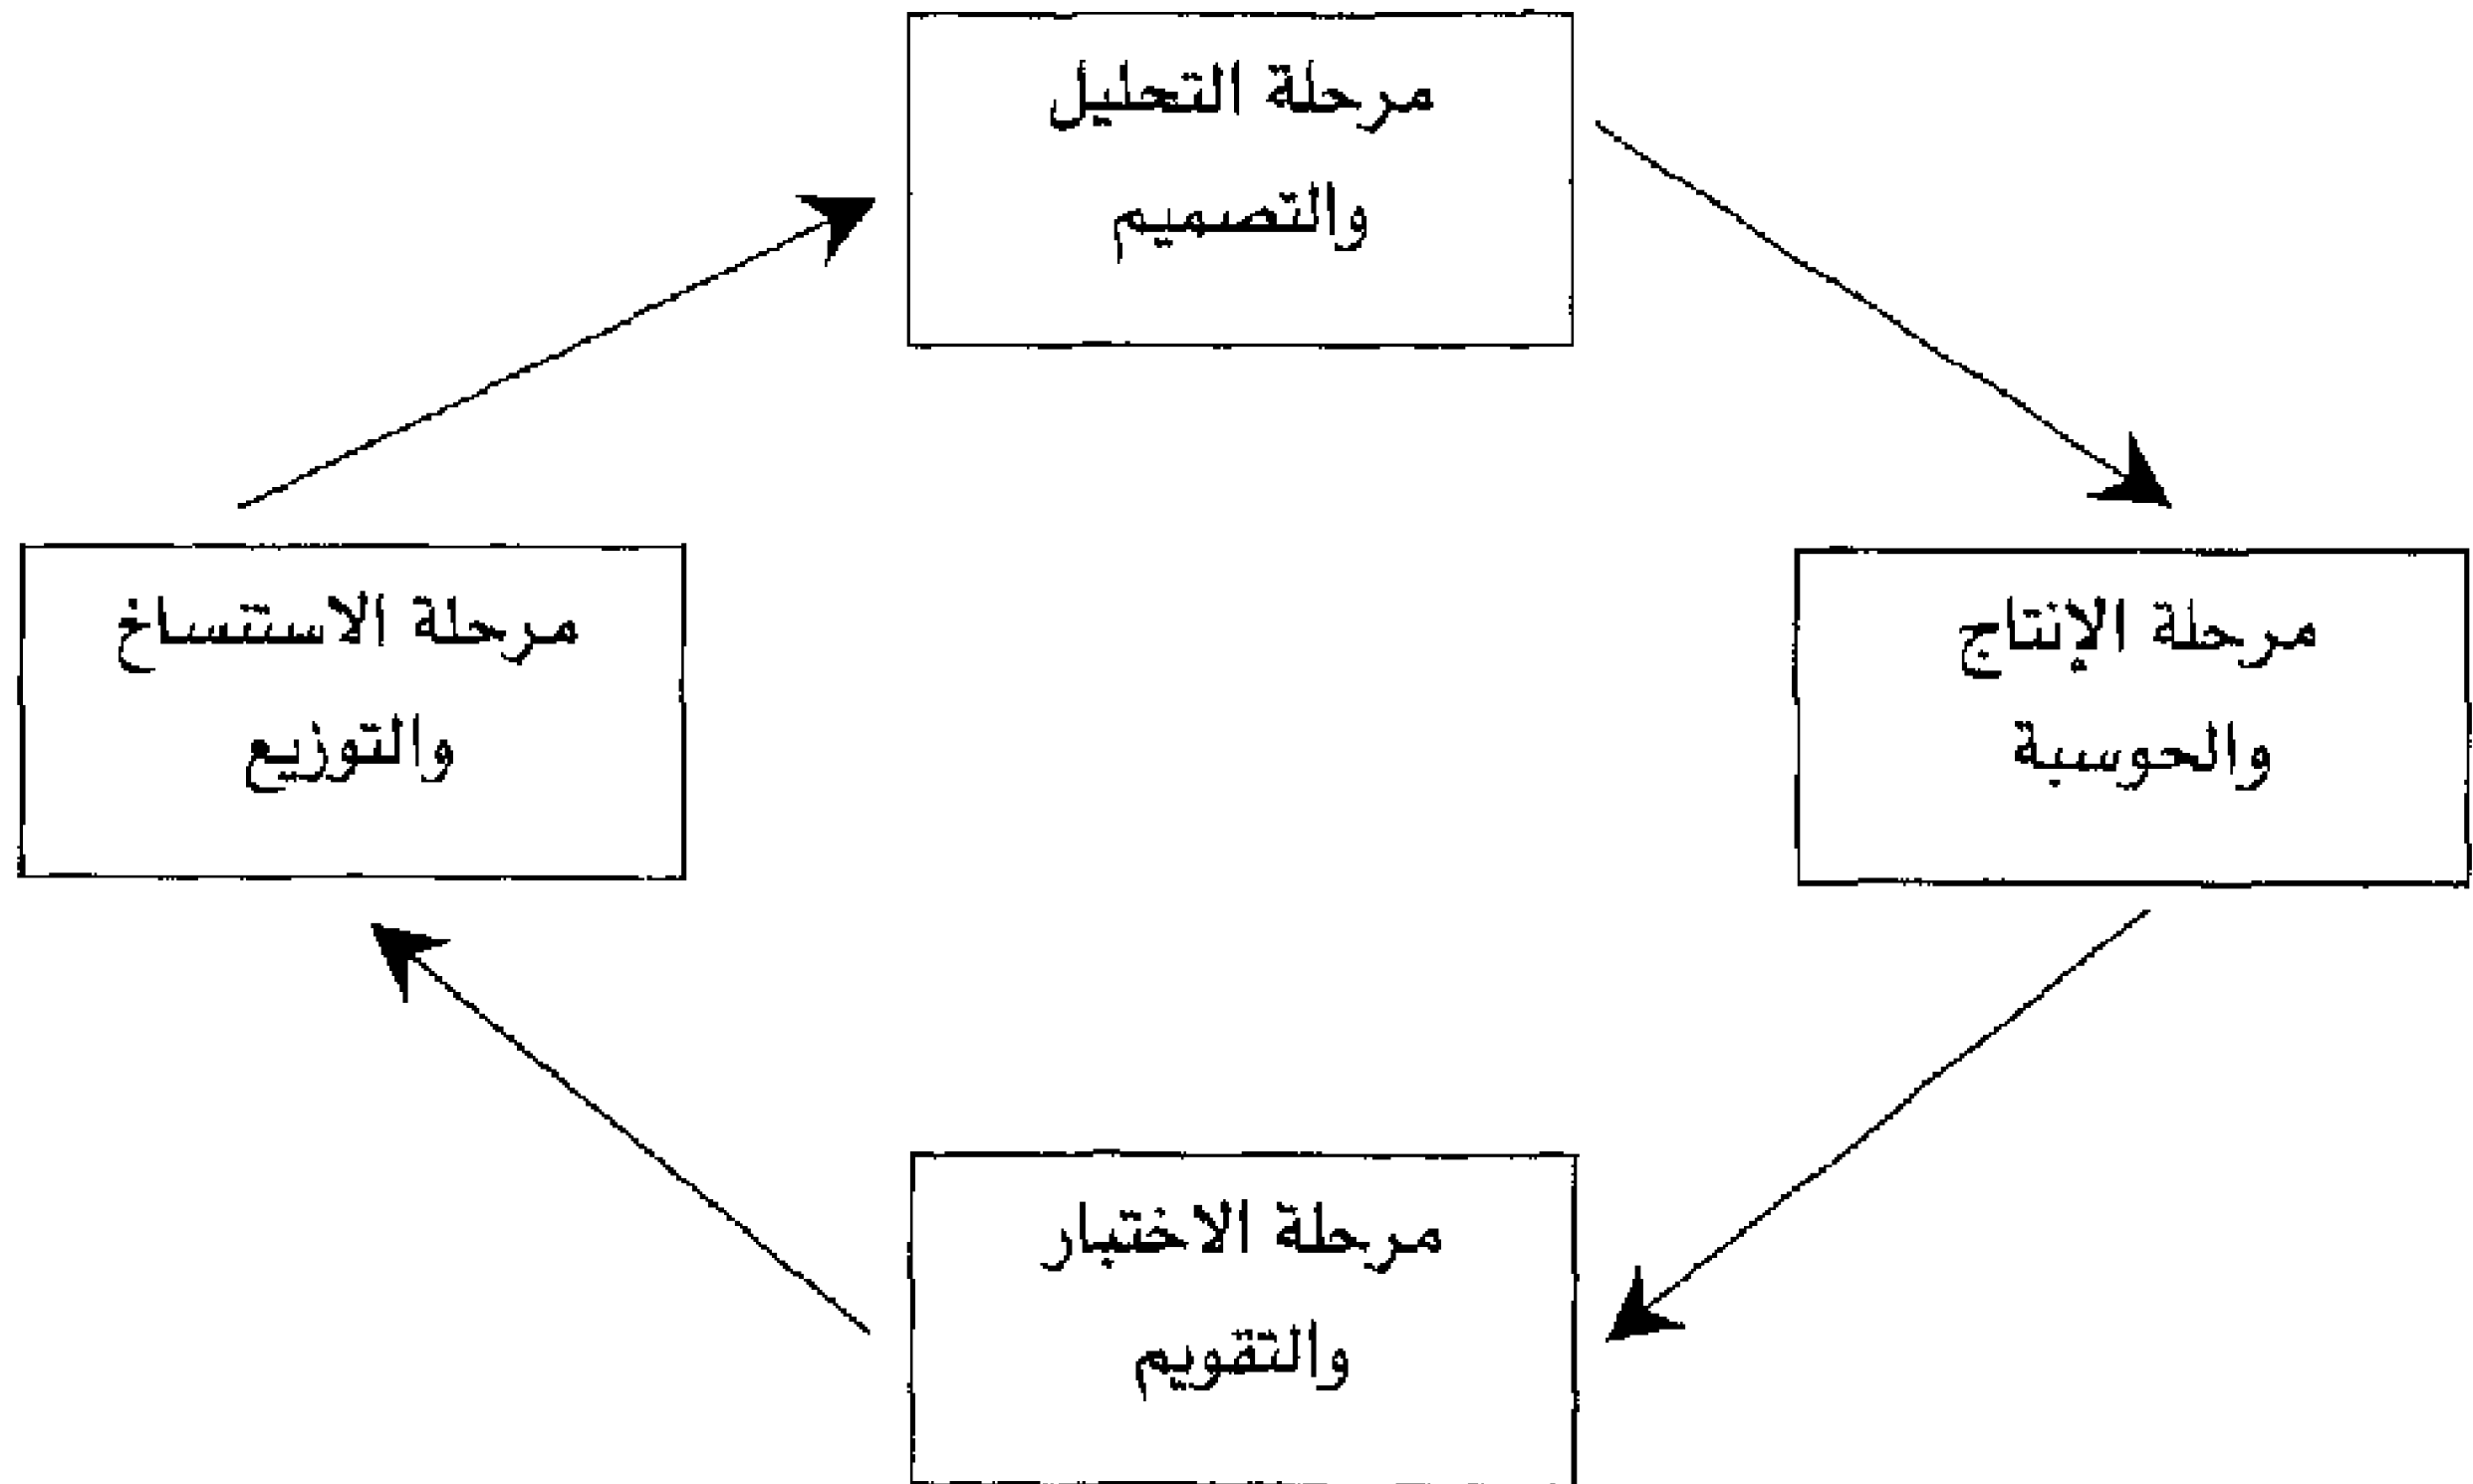 مرحلة التحليل
والتصميم
مرحلة الإنتاج
والحوسبة
مرحلة الاختبار
والتقويم
مرحلة الاستنساخ
والتوزيع